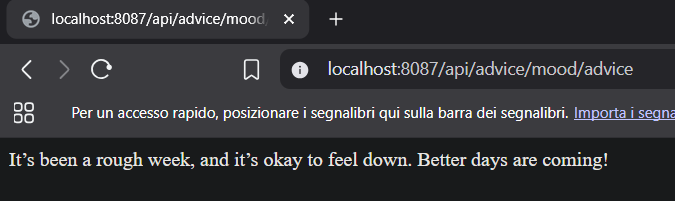 localhost:8087/api/advice/mood/
localhost:8087/api/advice/mood/advice
Per un accesso rapido, posizionare i segnalibri qui sulla barra dei segnalibri. Importa i segna
It’s been a rough week, and it’s okay to feel down. Better days are coming!